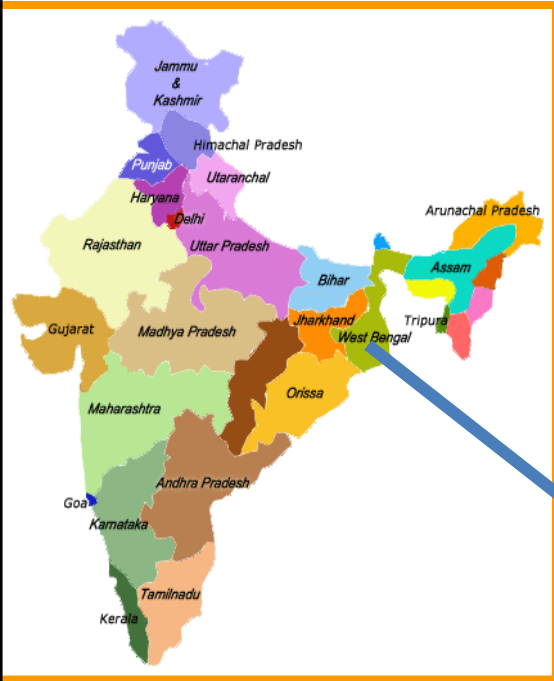 Jammu
&
Kashmir
Himachal Pradesh
Punjab
Utaranchal
Haryana
Delhi
Arunachal Pradesh
Rajasthan
Uttar Pradesh
Assam
Bihar
Gujarat
Madhya Pradesh
Jharkhand
Tripura
West Bengal
Orissa
Maharashtra
Andhra Pradesh
Goa
Karnataka
Tamilnadu
Kerala